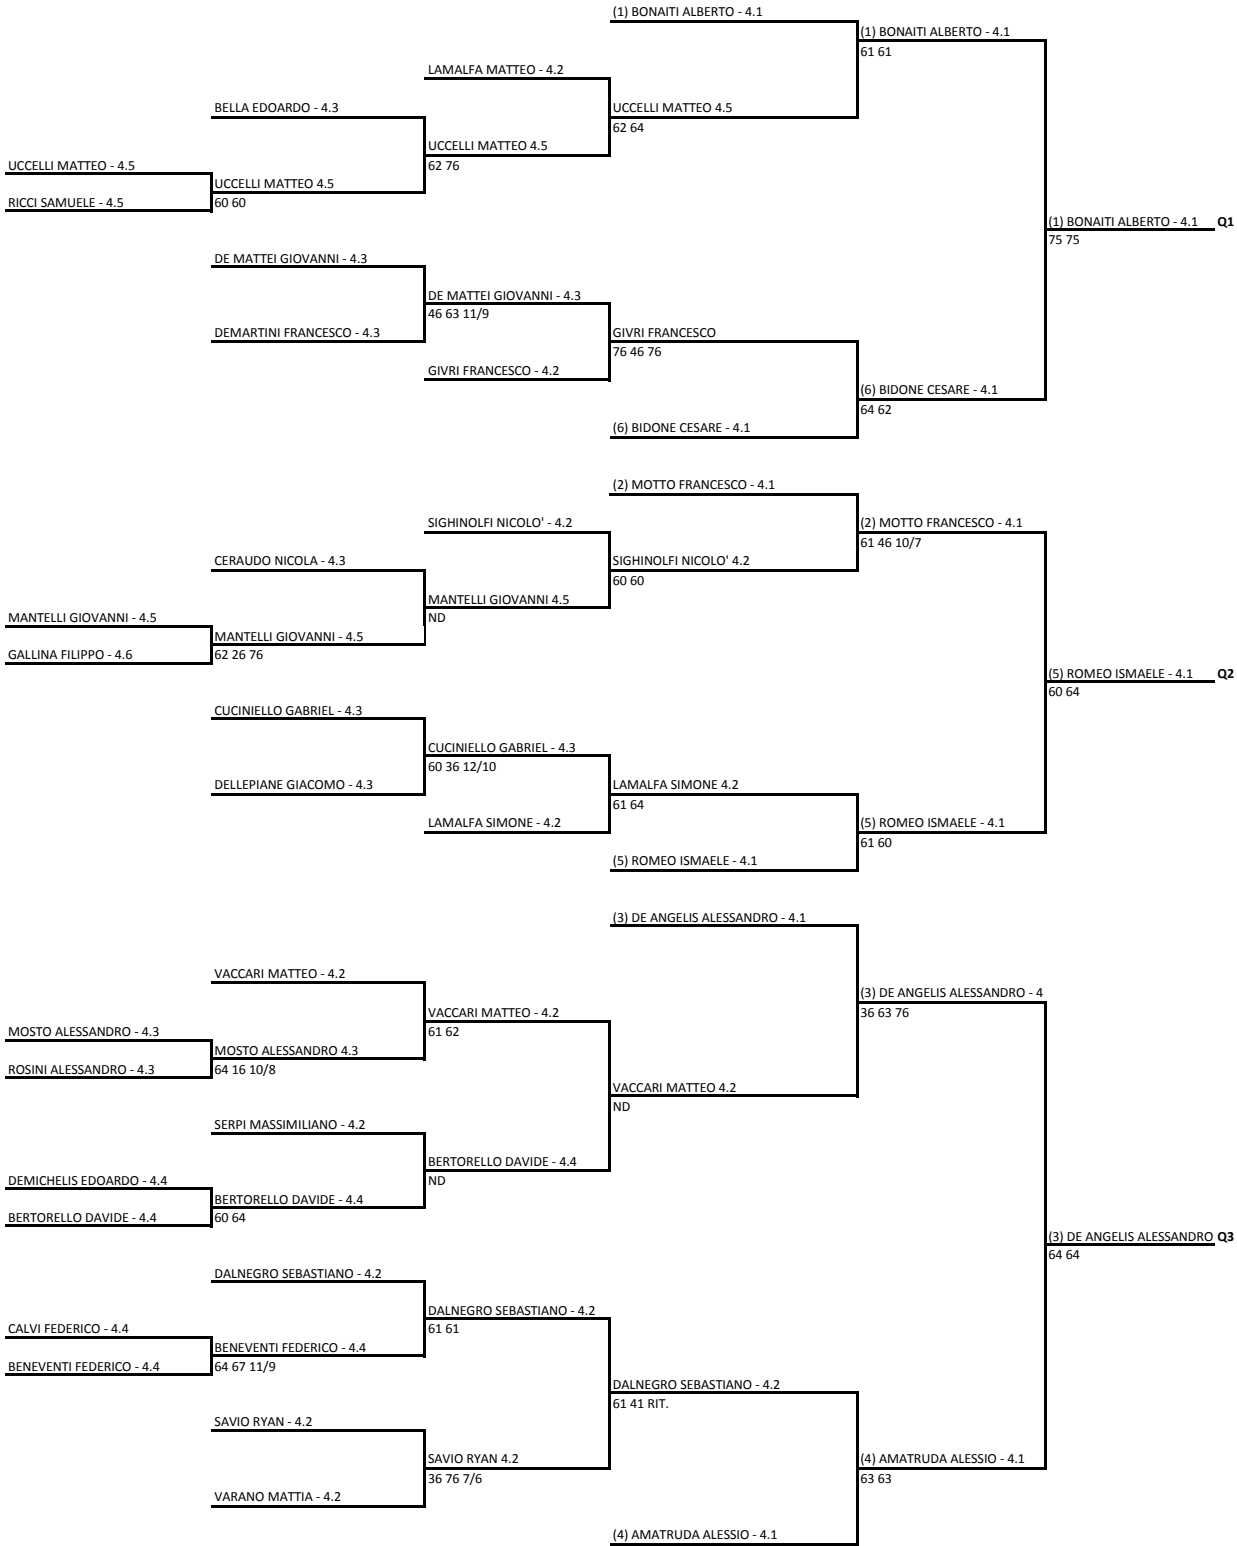 (1) BONAITI ALBERTO - 4.1
(1) BONAITI ALBERTO - 4.1
61 61
LAMALFA MATTEO - 4.2
BELLA EDOARDO - 4.3
UCCELLI MATTEO 4.5
62 64
UCCELLI MATTEO 4.5
62 76
UCCELLI MATTEO - 4.5
UCCELLI MATTEO 4.5
60 60
RICCI SAMUELE - 4.5
(1) BONAITI ALBERTO - 4.1 Q1
75 75
DE MATTEI GIOVANNI - 4.3
DE MATTEI GIOVANNI - 4.3
46 63 11/9
DEMARTINI FRANCESCO - 4.3
GIVRI FRANCESCO
76 46 76
GIVRI FRANCESCO - 4.2
(6) BIDONE CESARE - 4.1
64 62
(6) BIDONE CESARE - 4.1
(2) MOTTO FRANCESCO - 4.1
SIGHINOLFI NICOLO' - 4.2
(2) MOTTO FRANCESCO - 4.1
61 46 10/7
CERAUDO NICOLA - 4.3
SIGHINOLFI NICOLO' 4.2
60 60
MANTELLI GIOVANNI 4.5
ND
MANTELLI GIOVANNI - 4.5
MANTELLI GIOVANNI - 4.5
62 26 76
GALLINA FILIPPO - 4.6
(5) ROMEO ISMAELE - 4.1 Q2
60 64
CUCINIELLO GABRIEL - 4.3
CUCINIELLO GABRIEL - 4.3
60 36 12/10
DELLEPIANE GIACOMO - 4.3
LAMALFA SIMONE 4.2
61 64
LAMALFA SIMONE - 4.2
(5) ROMEO ISMAELE - 4.1
61 60
(5) ROMEO ISMAELE - 4.1
(3) DE ANGELIS ALESSANDRO - 4.1
VACCARI MATTEO - 4.2
(3) DE ANGELIS ALESSANDRO - 4
36 63 76
VACCARI MATTEO - 4.2
61 62
MOSTO ALESSANDRO - 4.3
MOSTO ALESSANDRO 4.3
64 16 10/8
ROSINI ALESSANDRO - 4.3
VACCARI MATTEO 4.2
ND
SERPI MASSIMILIANO - 4.2
BERTORELLO DAVIDE - 4.4
ND
DEMICHELIS EDOARDO - 4.4
BERTORELLO DAVIDE - 4.4
60 64
BERTORELLO DAVIDE - 4.4
(3) DE ANGELIS ALESSANDRO Q3
64 64
DALNEGRO SEBASTIANO - 4.2
DALNEGRO SEBASTIANO - 4.2
61 61
CALVI FEDERICO - 4.4
BENEVENTI FEDERICO - 4.4
64 67 11/9
BENEVENTI FEDERICO - 4.4
DALNEGRO SEBASTIANO - 4.2
61 41 RIT.
SAVIO RYAN - 4.2
SAVIO RYAN 4.2
36 76 7/6
(4) AMATRUDA ALESSIO - 4.1
63 63
VARANO MATTIA - 4.2
(4) AMATRUDA ALESSIO - 4.1